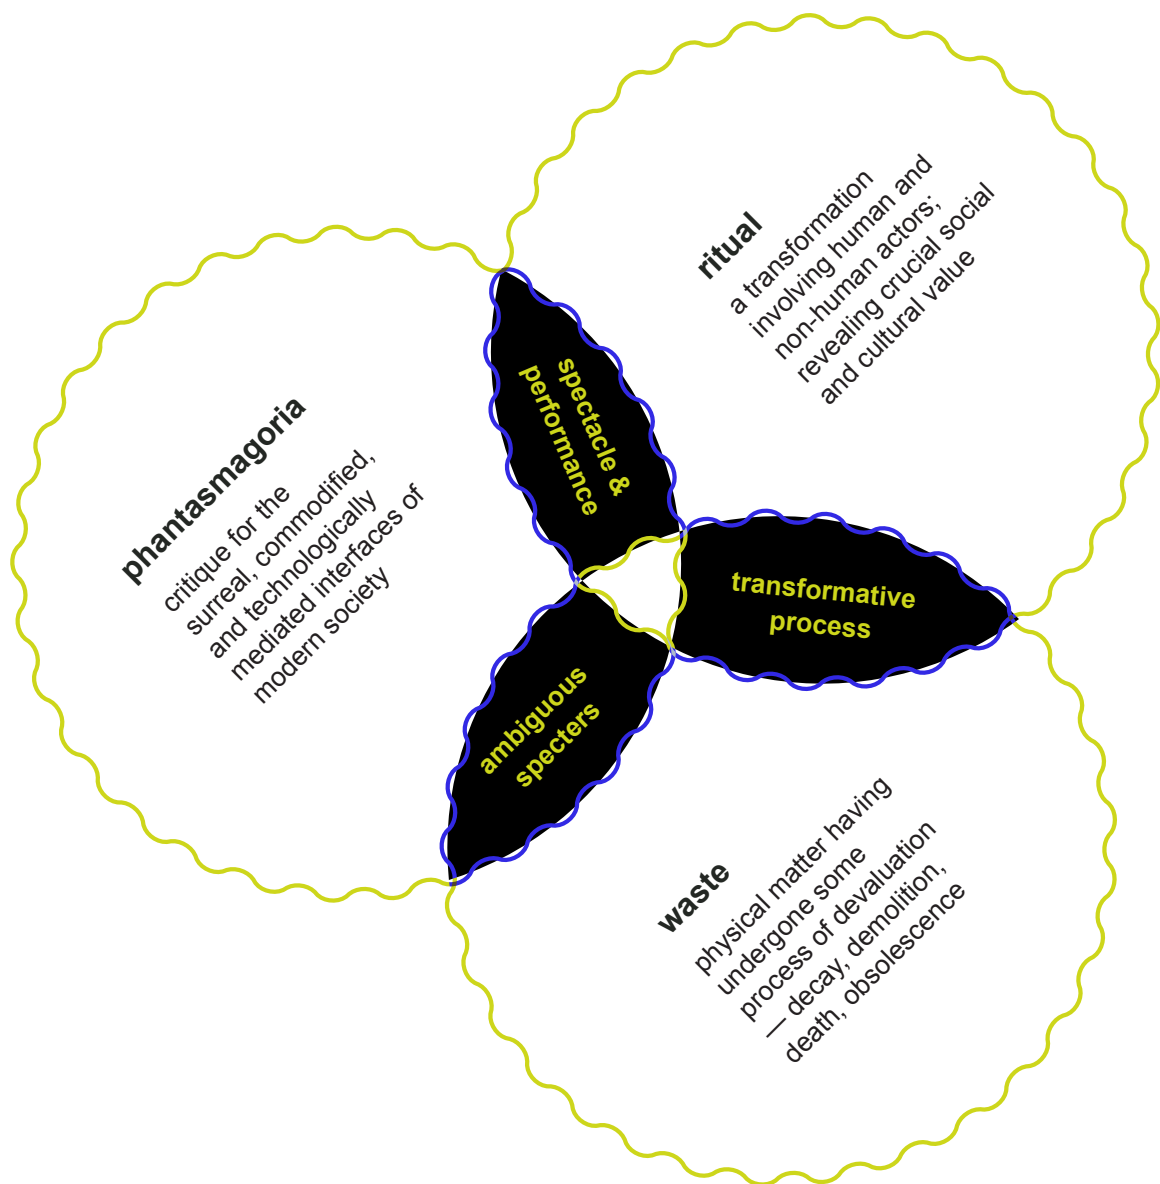 ritual
a transformation
involving human and
non-human actors;
revealing crucial social
and cultural value
phantasmagoria
critique for the
surreal, commodified,
and technologically
mediated interfaces of
modern society
spectacle &
performance
transformative
process
ambiguous
specters
waste
physical matter having
undergone some
process of devaluation
— decay, demolition,
death, obsolescence